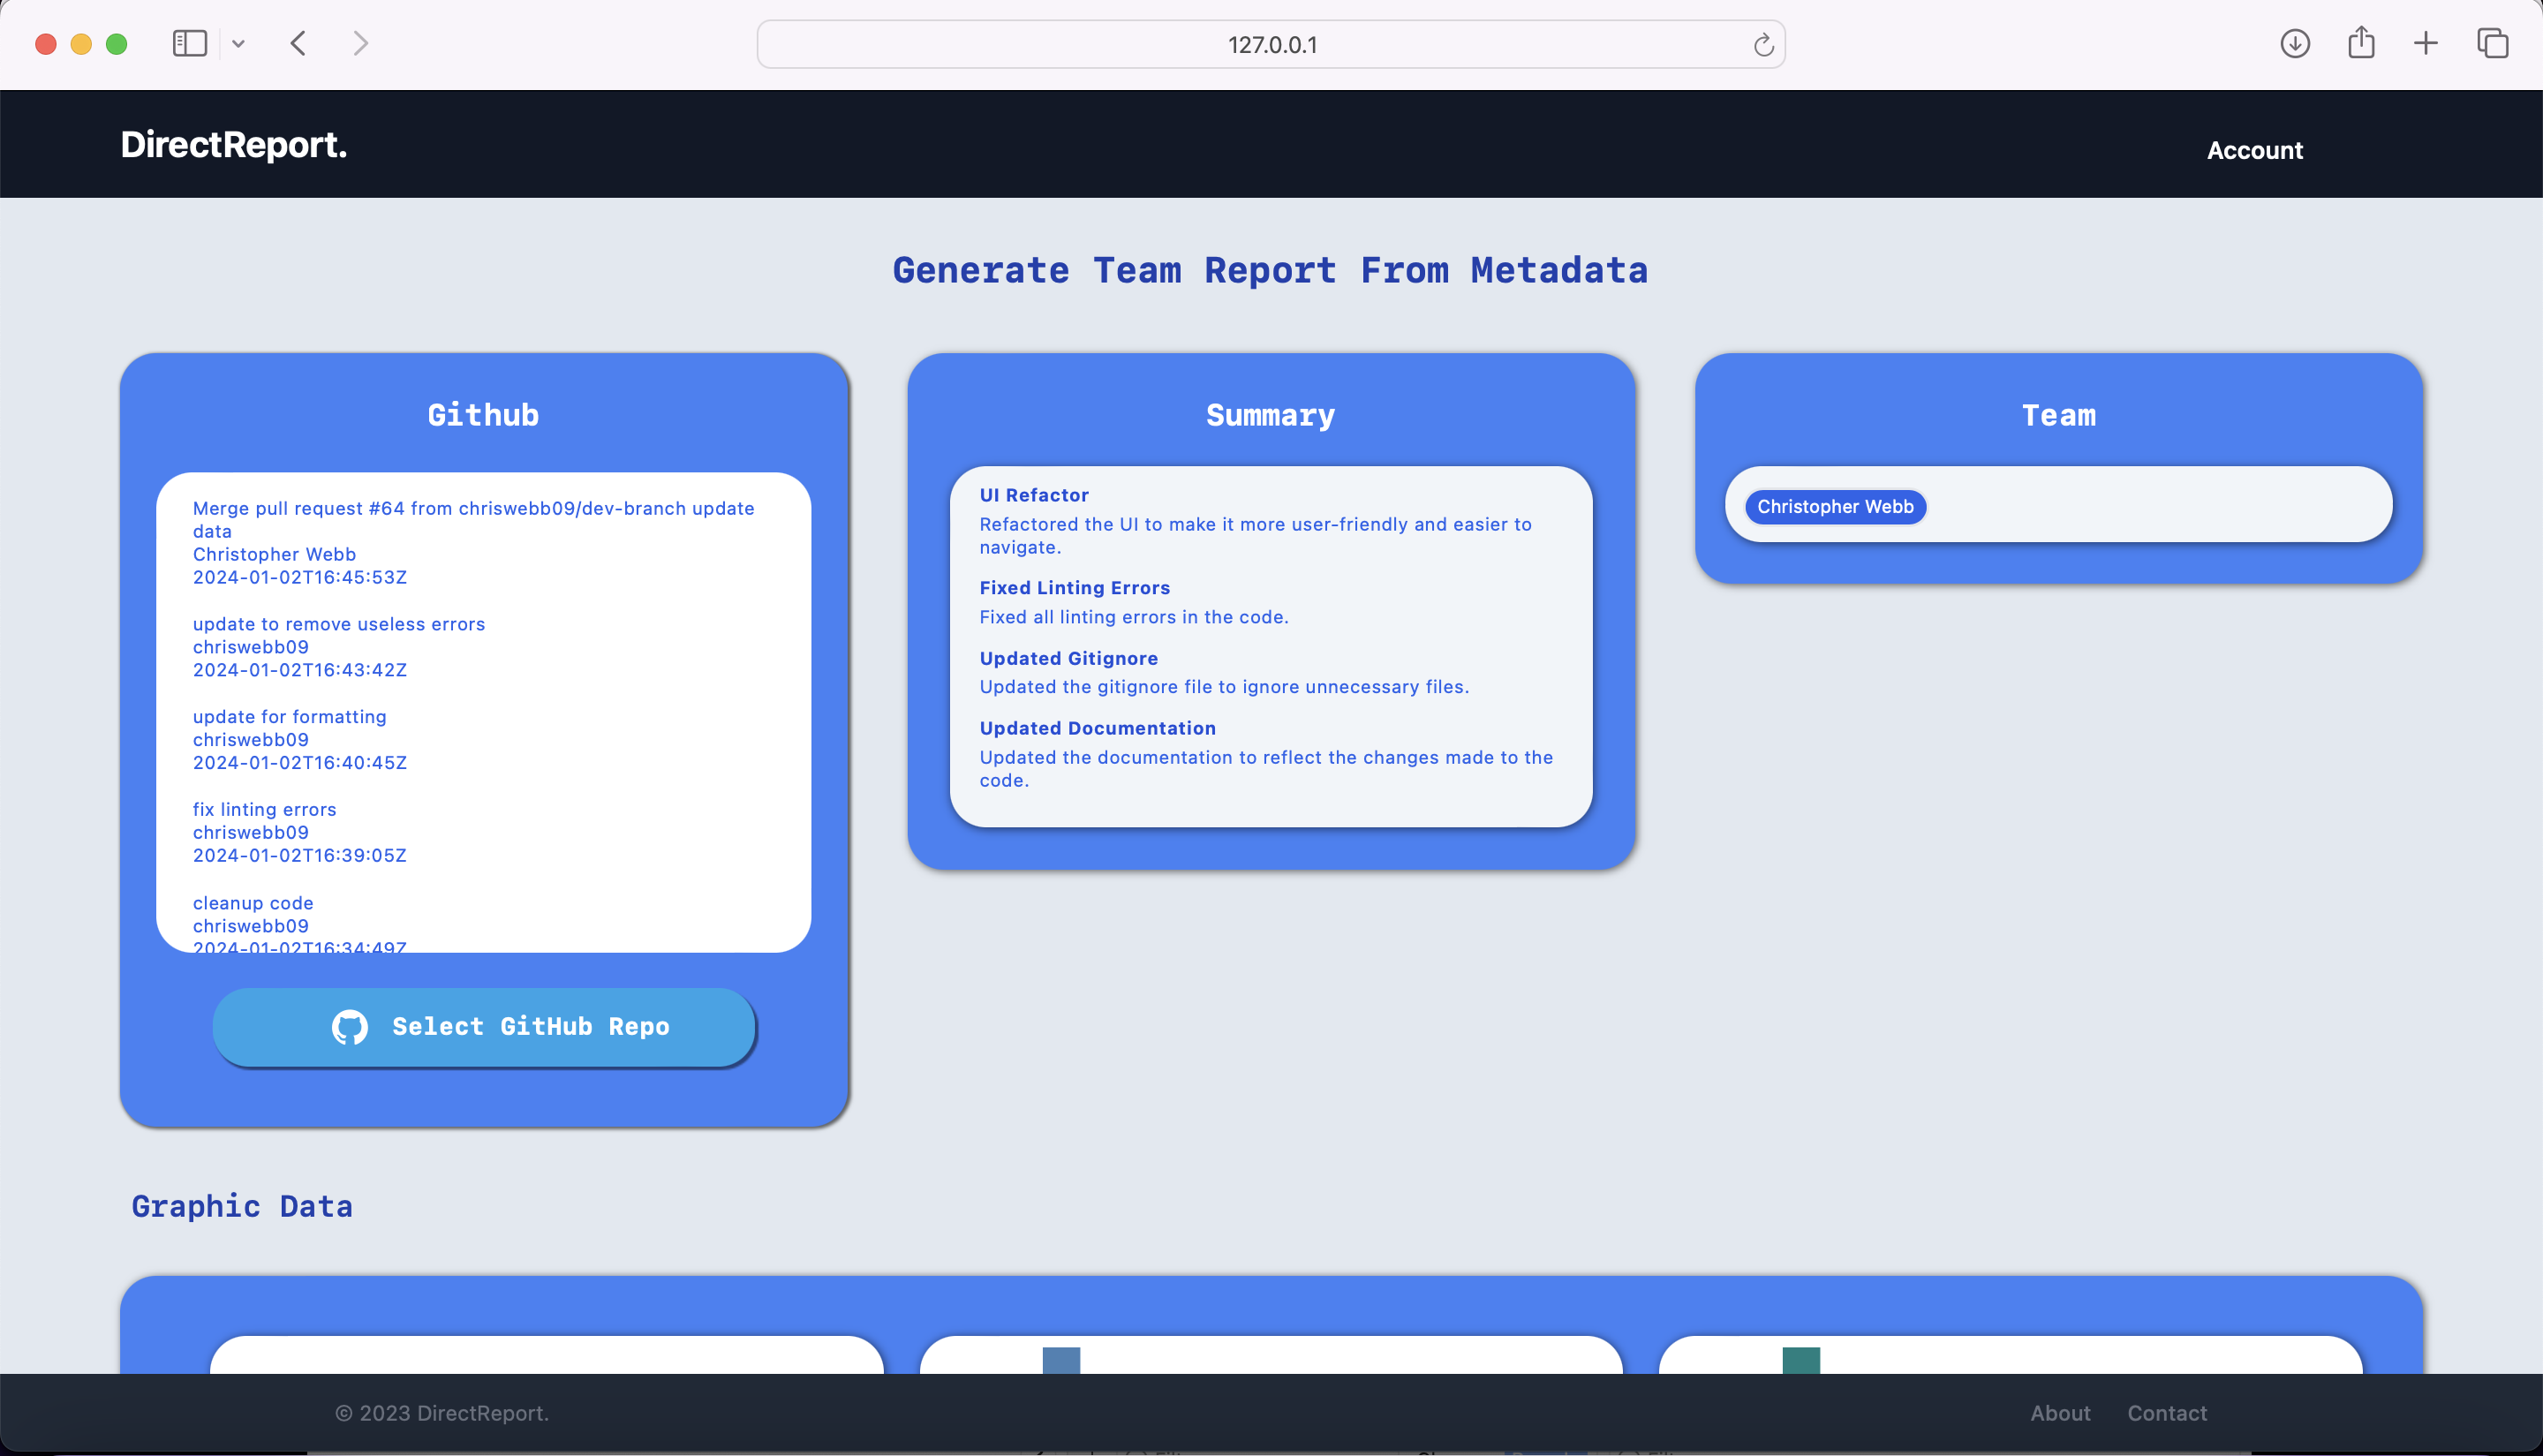 127.0.0.1
DirectReport.
Account
Generate Team Report From Metadata
Github
Merge pull request #64 from chriswebb09/dev-branch update
data
Christopher Webb
2024-01-02T16:45:53Z
update to remove useless errors
chriswebb09
2024-01-02T16:43:42Z
update for formatting
chriswebb09
2024-01-02T16:40:45Z
fix linting errors
chriswebb09
2024-01-02T16:39:05Z
cleanup code
chriswebb09
2024-01-02T16:34:49Z
Select GitHub Repo
Summary
UI Refactor
Refactored the UI to make it more user-friendly and easier to
navigate.
Fixed Linting Errors
Fixed all linting errors in the code.
Updated Gitignore
Updated the gitignore file to ignore unnecessary files.
Updated Documentation
Updated the documentation to reflect the changes made to the
code.
Team
Christopher Webb
Graphic Data
© 2023 DirectReport.
About
Contact